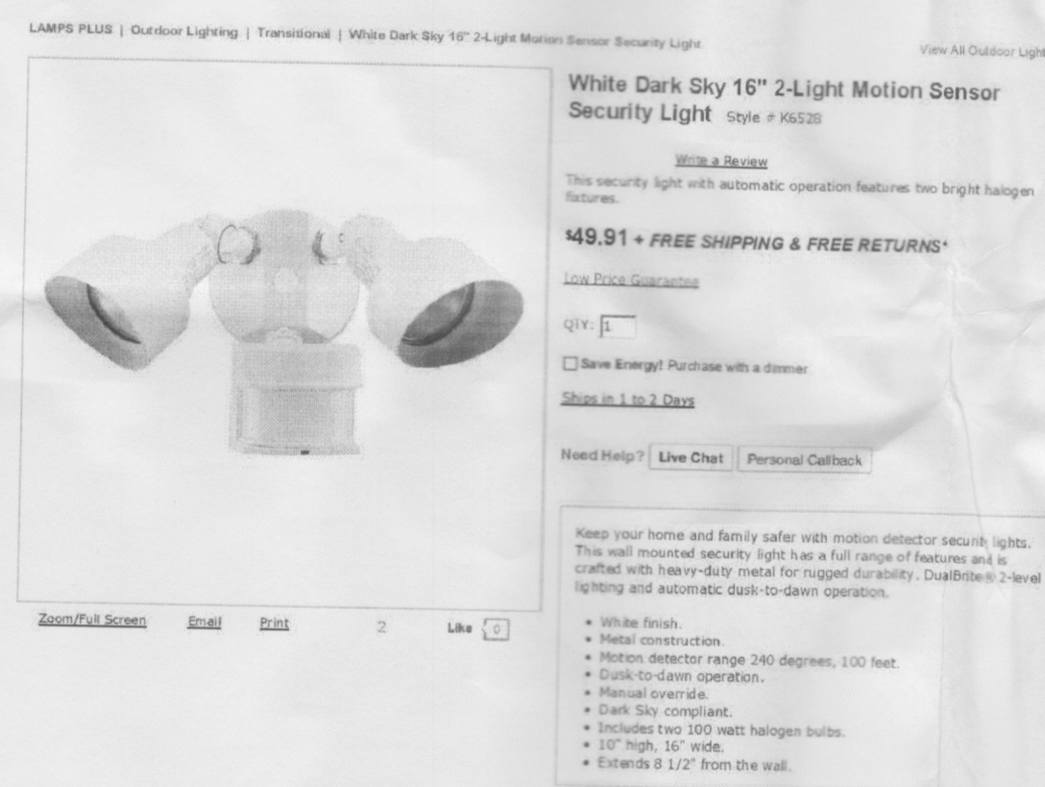 LAMPS PLUS | Outdoor Lighting | Transitional | White Dark Sky 16" 2-Light Motion Sensor Security Light
View All Outdoor Light
White Dark Sky 16" 2-Light Motion Sensor
Security Light Style # K6528
Write a Review
This security light with automatic operation features two bright halogen
fixtures.
$49.91 + FREE SHIPPING & FREE RETURNS*
Low Price Guarantee
QTY: 1
Save Energy! Purchase with a dimmer
Ships in 1 to 2 Days
Need Help? Live Chat Personal Callback
Keep your home and family safer with motion detector security lights.
This wall mounted security light has a full range of features and is
crafted with heavy-duty metal for rugged durability. DualBrite® 2-level
lighting and automatic dusk-to-dawn operation.
• White finish.
• Metal construction.
• Motion detector range 240 degrees, 100 feet.
• Dusk-to-dawn operation.
• Manual override.
• Dark Sky compliant.
• Includes two 100 watt halogen bulbs.
• 10" high, 16" wide.
• Extends 8 1/2" from the wall.
Zoom/Full Screen Email Print 2 Like 0